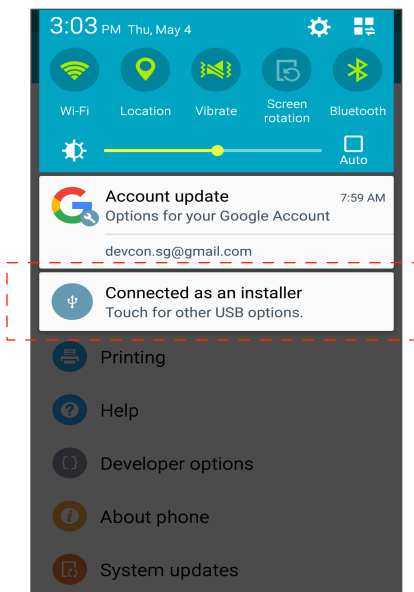 3:03 PM Thu, May 4
Wi-Fi
Location
Vibrate
Screen
rotation
Bluetooth
Auto
Account update 7:59 AM
Options for your Google Account
devcon.sg@gmail.com
Connected as an installer
Touch for other USB options.
Printing
Help
Developer options
About phone
System updates